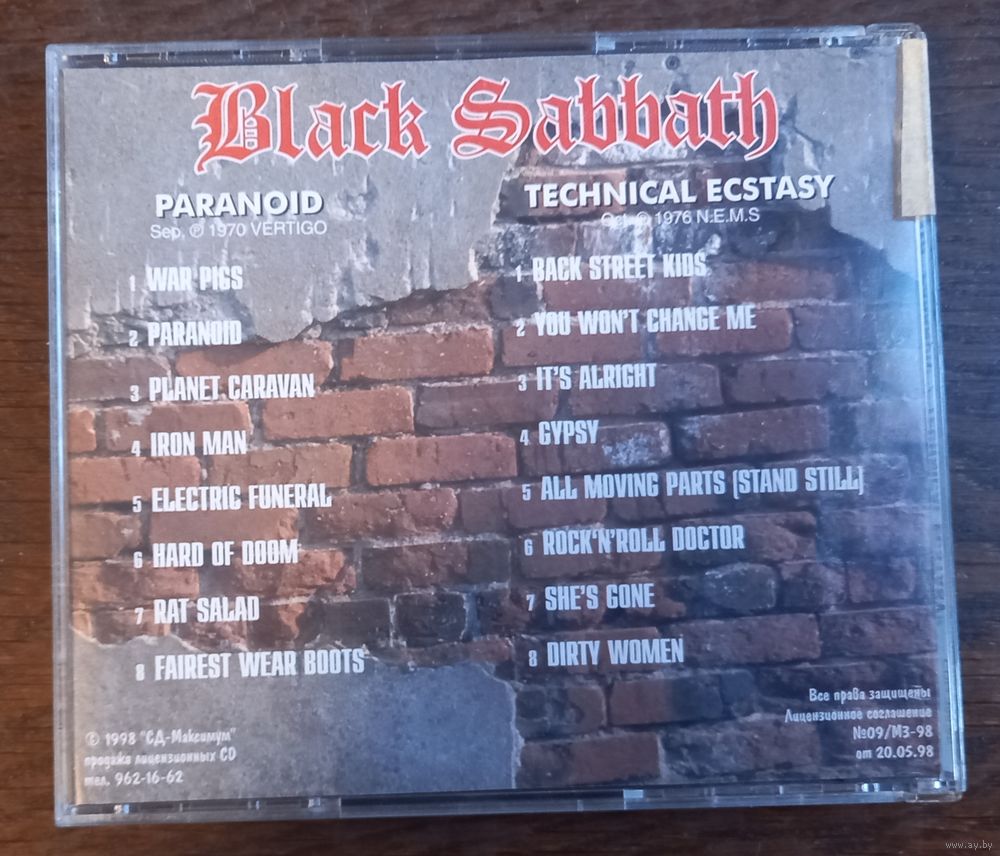 Black Sabbath
PARANOID
Sep. ℗ 1970 VERTIGO
1 WAR PIGS
2 PARANOID
3 PLANET CARAVAN
4 IRON MAN
5 ELECTRIC FUNERAL
6 HARD OF DOOM
7 RAT SALAD
8 FAIREST WEAR BOOTS
TECHNICAL ECSTASY
Oct. ℗ 1976 N.E.M.S
1 BACK STREET KIDS
2 YOU WON'T CHANGE ME
3 IT'S ALRIGHT
4 GYPSY
5 ALL MOVING PARTS (STAND STILL)
6 ROCK'N'ROLL DOCTOR
7 SHE'S GONE
8 DIRTY WOMEN
© 1998 "СД-Максимум"
продажа лицензионных CD
тел. 962-16-62
Все права защищены
Лицензионное соглашение
№09/МЗ-98
от 20.05.98
www.ay.by